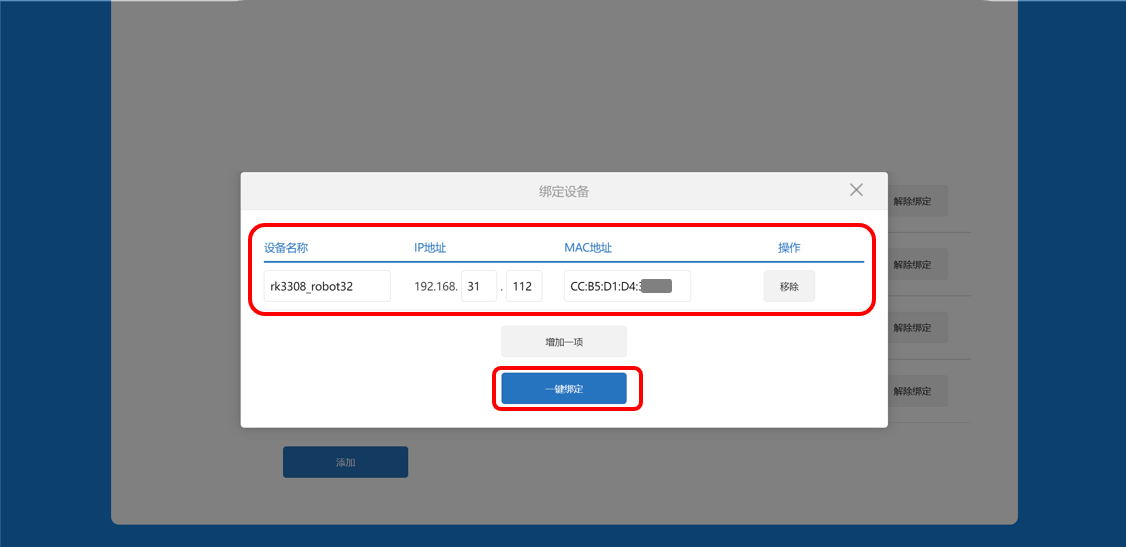 绑定设备
设备名称 IP地址 MAC地址 操作
rk3308_robot32 192.168. 31 . 112 CC:B5:D1:D4: 移除
增加一项
一键绑定
解除绑定
解除绑定
解除绑定
解除绑定
添加